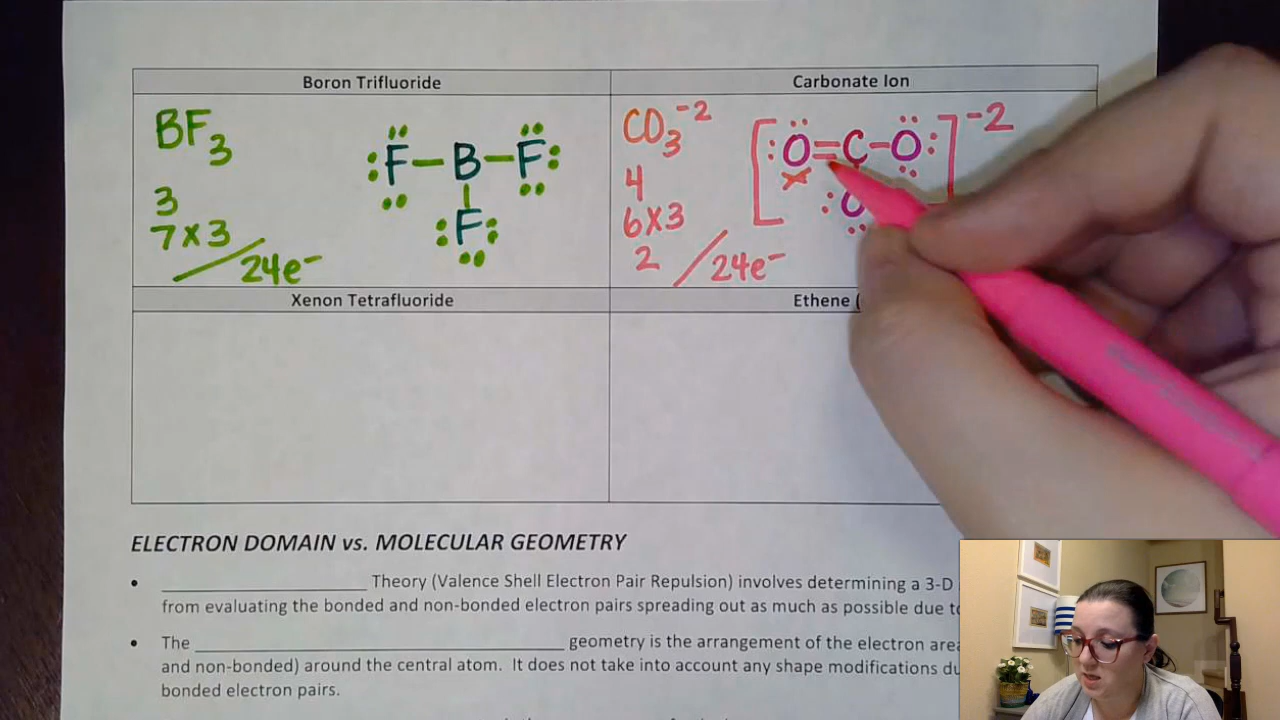 Boron Trifluoride
BF3
3
7x3
24e-
F-B-F
F
Carbonate Ion
CO3-2
4
6x3
2
24e-
[O=C-O]-2
O
Xenon Tetrafluoride
Ethene (
ELECTRON DOMAIN vs. MOLECULAR GEOMETRY
• ____________________ Theory (Valence Shell Electron Pair Repulsion) involves determining a 3-D
from evaluating the bonded and non-bonded electron pairs spreading out as much as possible due to
• The ____________________________________ geometry is the arrangement of the electron area
and non-bonded) around the central atom. It does not take into account any shape modifications du
bonded electron pairs.